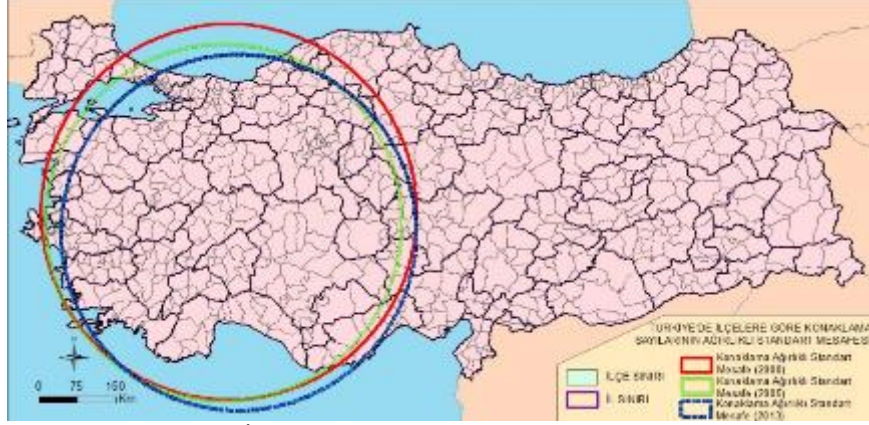 0 75 150
Km
TÜRKİYE'DE İLÇELERE GÖRE KONAKLAMA
SAYILARININ AĞIRLIKLI STANDART MESAFESİ
İLÇE SINIRI
İL SINIRI
Konaklama Ağırlıklı Standart
Mesafe (2000)
Konaklama Ağırlıklı Standart
Mesafe (2005)
Konaklama Ağırlıklı Standart
Mesafe (2013)